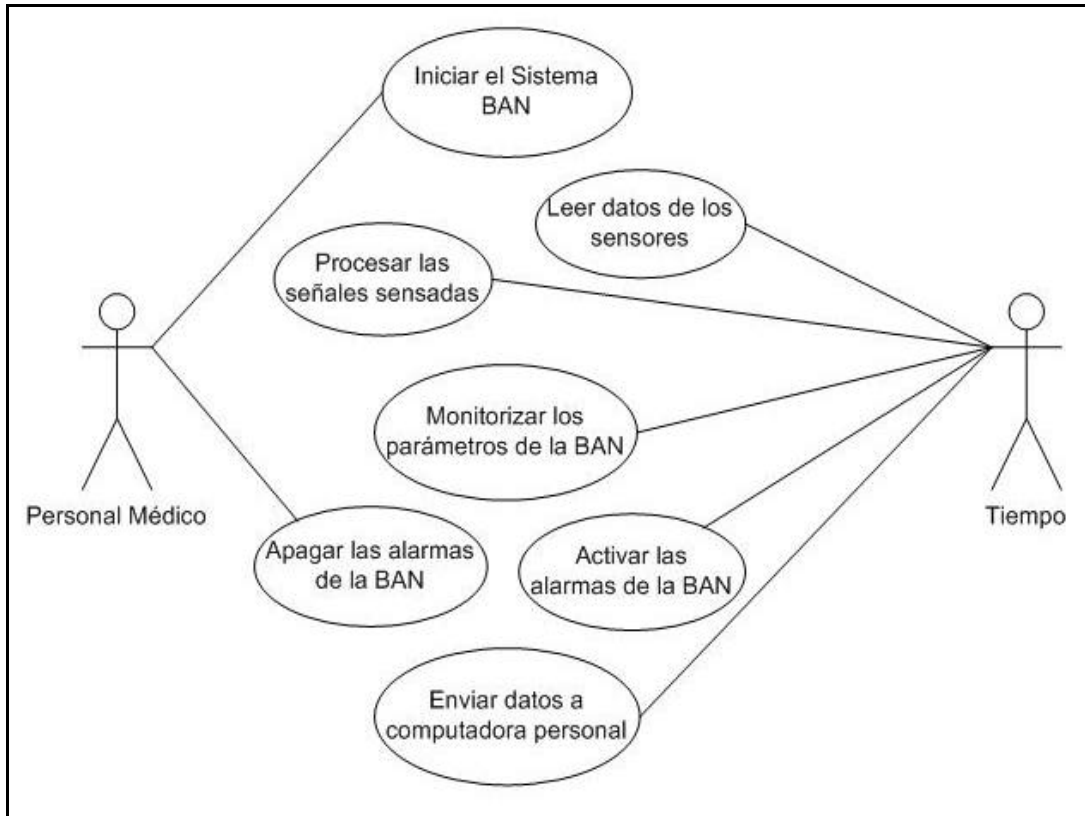 Iniciar el Sistema
BAN
Leer datos de los
sensores
Procesar las
señales sensadas
Monitorizar los
parámetros de la BAN
Personal Médico
Tiempo
Apagar las alarmas
de la BAN
Activar las
alarmas de la BAN
Enviar datos a
computadora personal